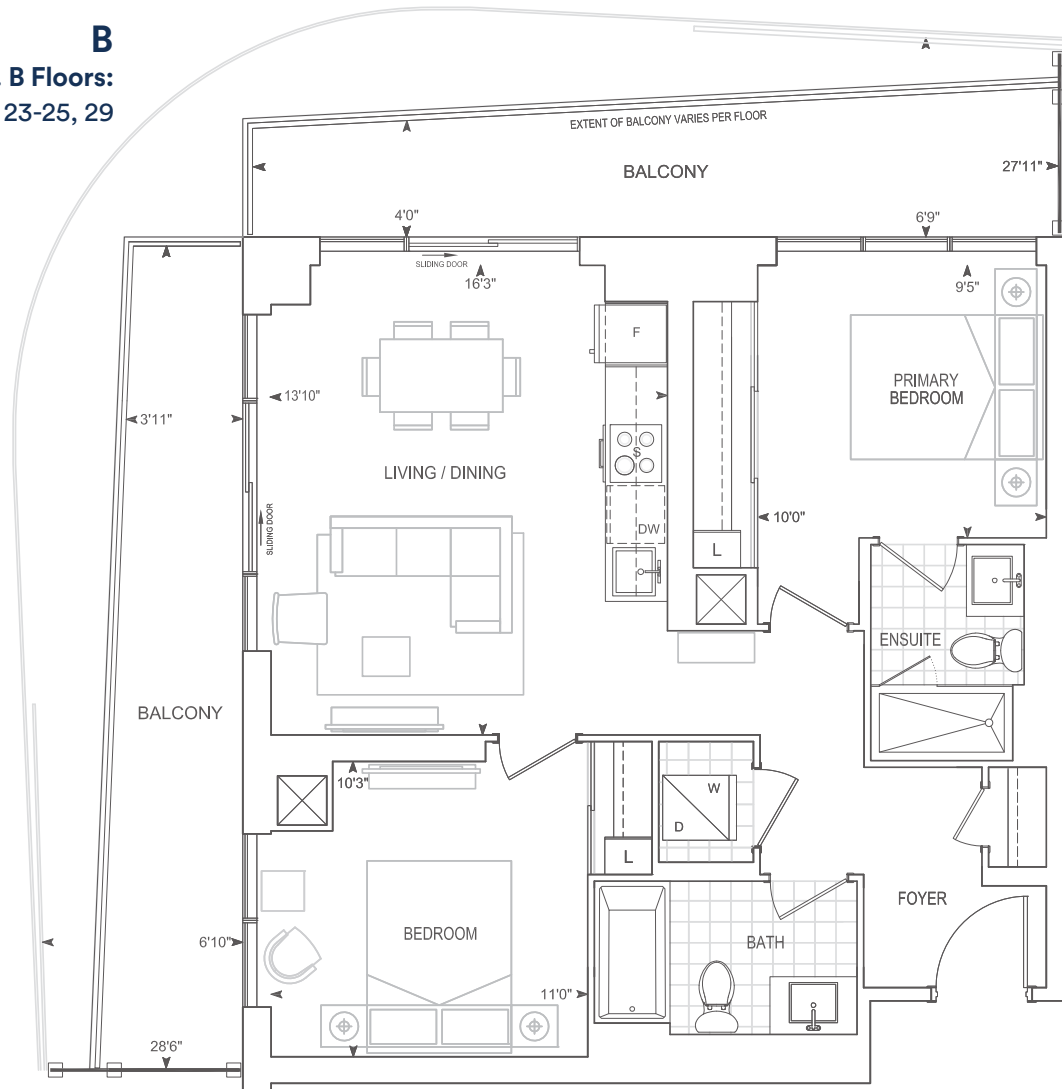 B
B Floors:
23-25, 29
EXTENT OF BALCONY VARIES PER FLOOR
BALCONY
27'11"
4'0"
6'9"
SLIDING DOOR
16'3"
9'5"
F
13'10"
PRIMARY
BEDROOM
3'11"
S
LIVING / DINING
SLIDING DOOR
DW
10'0"
L
ENSUITE
BALCONY
10'3"
W
D
L
FOYER
BEDROOM
BATH
6'10"
11'0"
28'6"